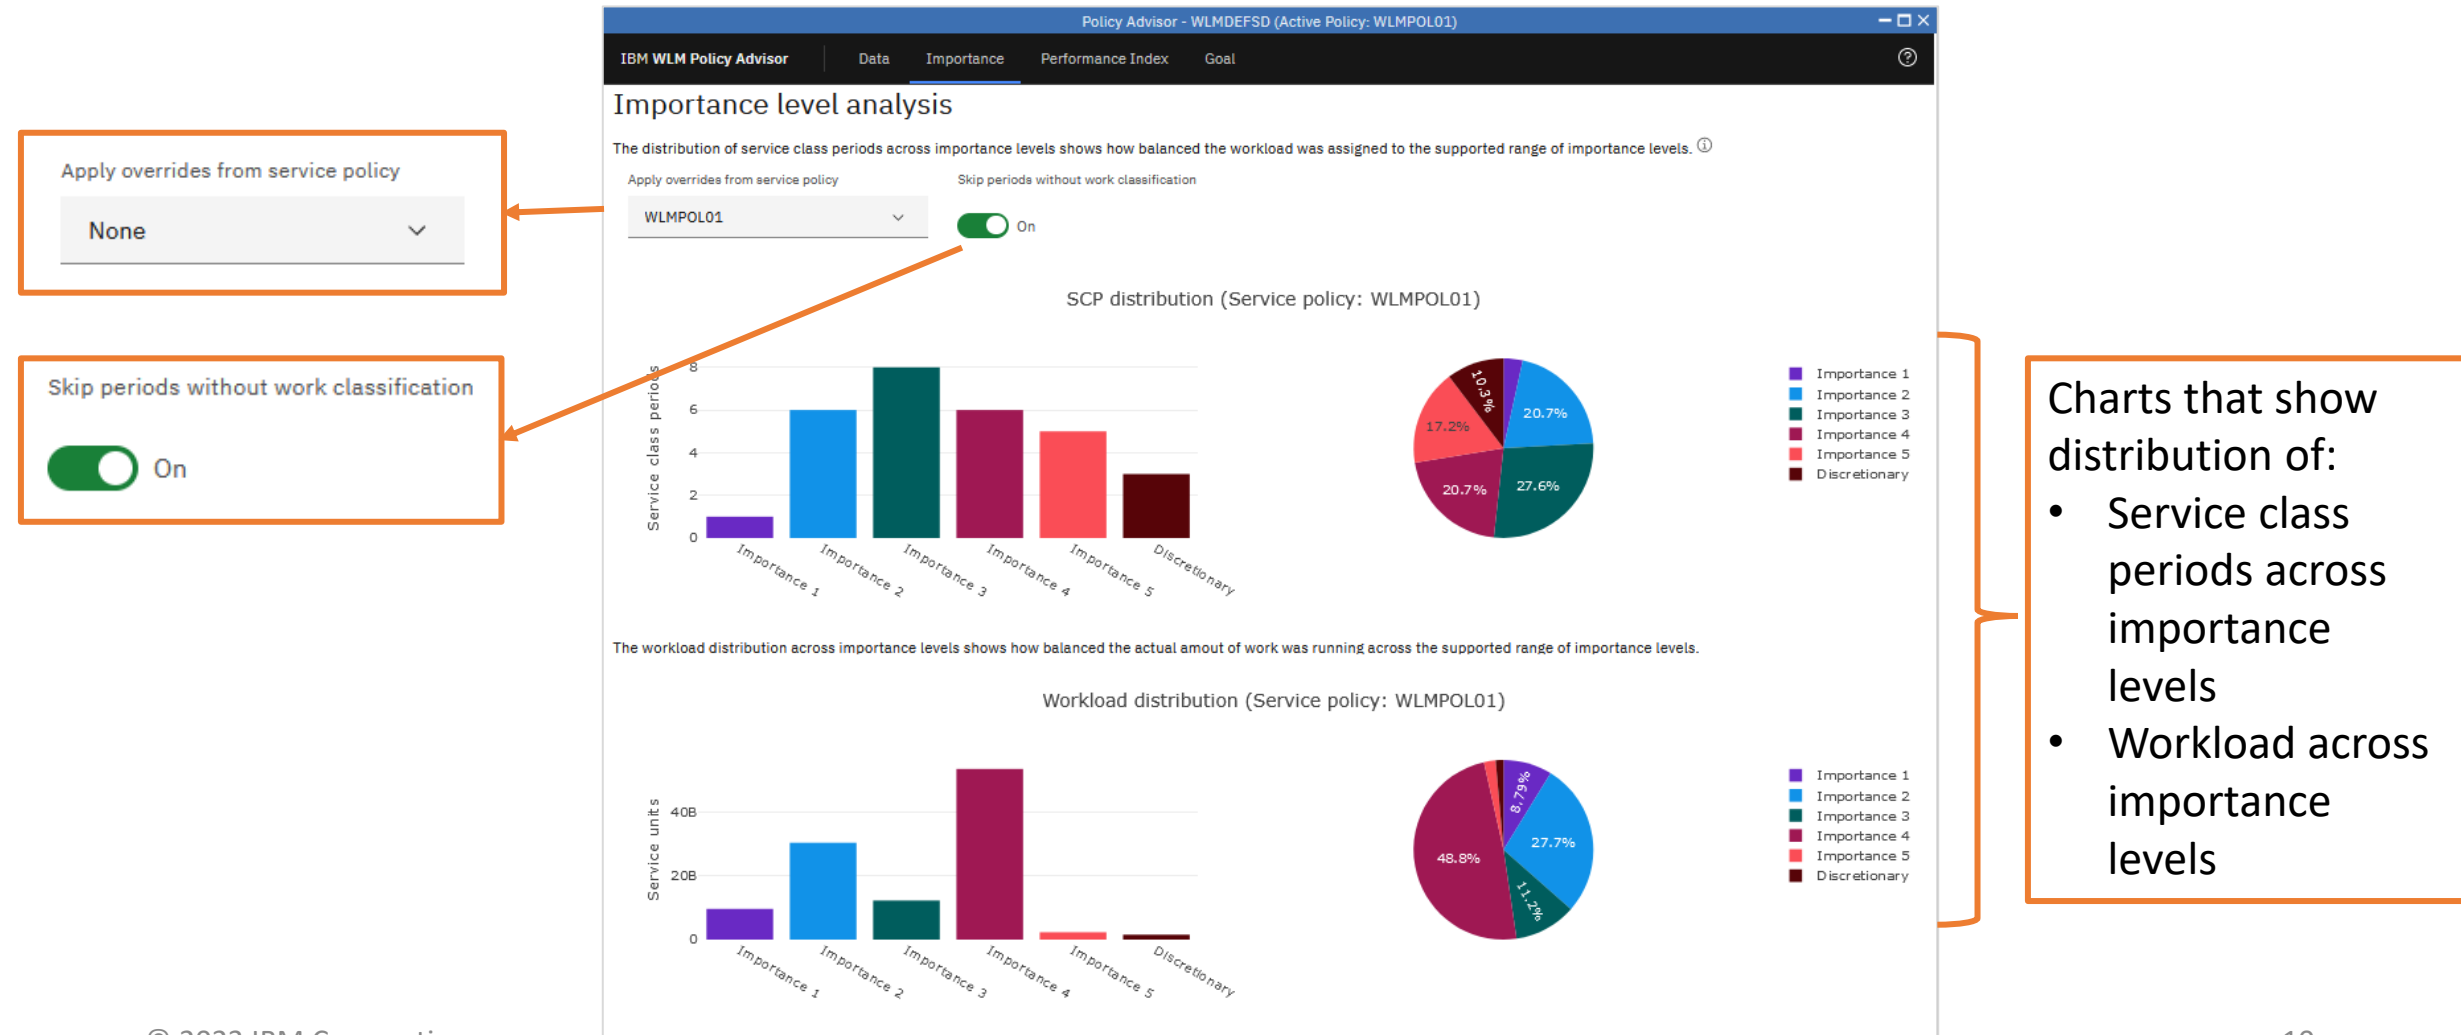 Policy Advisor - WLMDEFSD (Active Policy: WLMPOL01)
IBM WLM Policy Advisor Data Importance Performance Index Goal
Importance level analysis
The distribution of service class periods across importance levels shows how balanced the workload was assigned to the supported range of importance levels.
Apply overrides from service policy Skip periods without work classification
WLMPOL01 On
Apply overrides from service policy
None
Skip periods without work classification
On
SCP distribution (Service policy: WLMPOL01)
Service class periods
8
6
4
2
0
Importance 1
Importance 2
Importance 3
Importance 4
Importance 5
Discretionary
10.3%
20.7%
17.2%
20.7%
27.6%
Importance 1
Importance 2
Importance 3
Importance 4
Importance 5
Discretionary
The workload distribution across importance levels shows how balanced the actual amout of work was running across the supported range of importance levels.
Workload distribution (Service policy: WLMPOL01)
Service units
40B
20B
0
Importance 1
Importance 2
Importance 3
Importance 4
Importance 5
Discretionary
8.79%
27.7%
48.8%
11.2%
Importance 1
Importance 2
Importance 3
Importance 4
Importance 5
Discretionary
Charts that show
distribution of:
• Service class
periods across
importance
levels
• Workload across
importance
levels